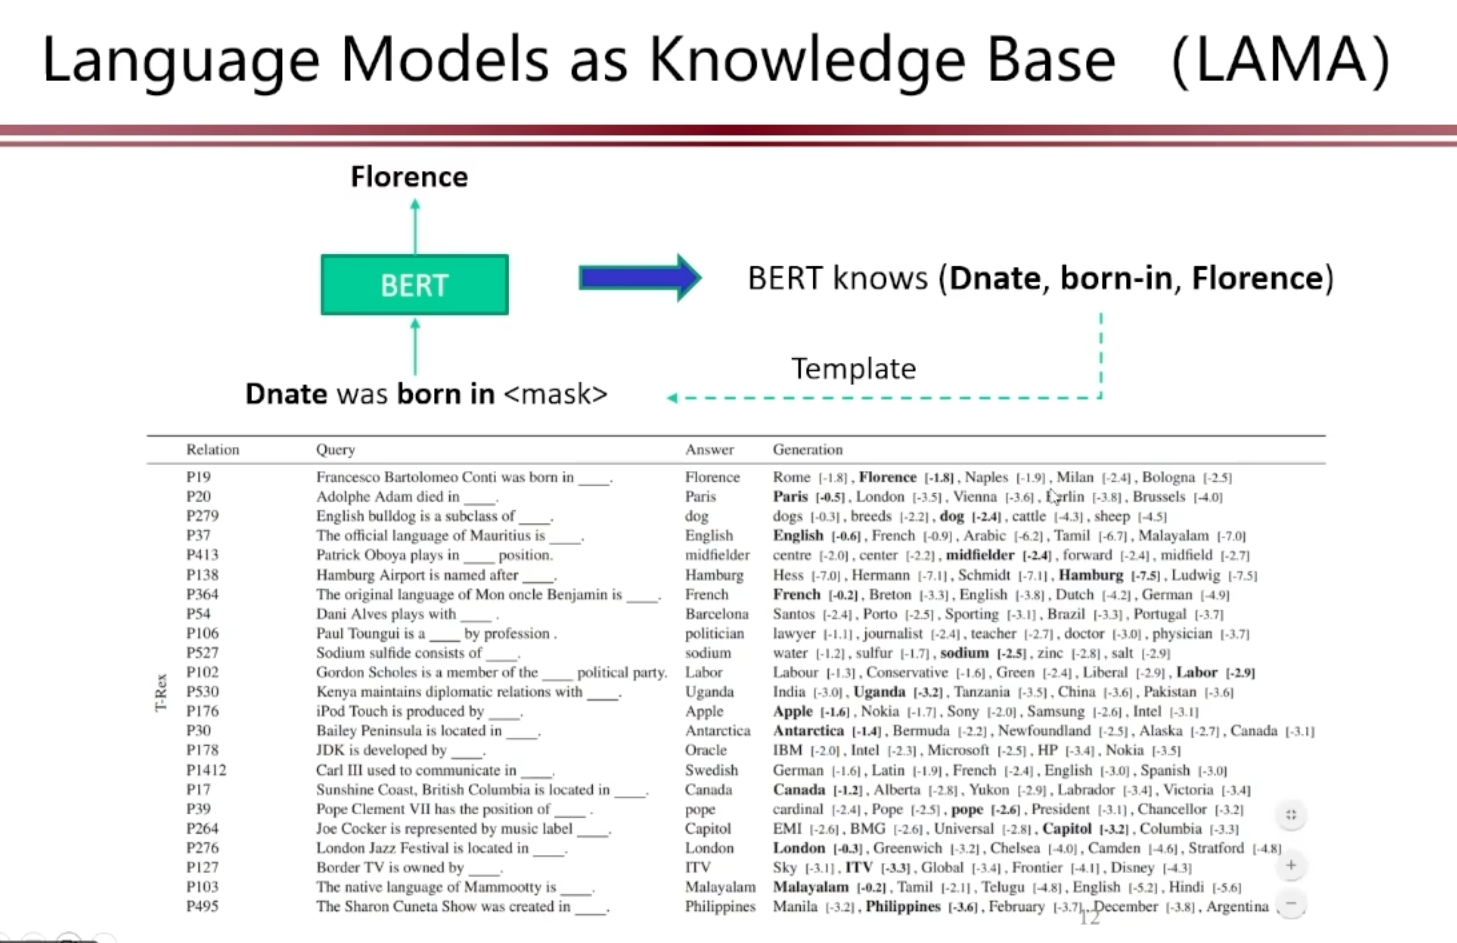 Language Models as Knowledge Base （LAMA）
Florence
BERT
BERT knows (Dnate, born-in, Florence)
Template
Dnate was born in <mask>
Relation Query Answer Generation
T-Rex
P19 Francesco Bartolomeo Conti was born in ____. Florence Rome [-1.8] , Florence [-1.8] , Naples [-1.9] , Milan [-2.4] , Bologna [-2.5]
P20 Adolphe Adam died in ____. Paris Paris [-0.5] , London [-3.5] , Vienna [-3.6] , Berlin [-3.8] , Brussels [-4.0]
P279 English bulldog is a subclass of ____. dog dogs [-0.3] , breeds [-2.2] , dog [-2.4] , cattle [-4.3] , sheep [-4.5]
P37 The official language of Mauritius is ____. English English [-0.6] , French [-0.9] , Arabic [-6.2] , Tamil [-6.7] , Malayalam [-7.0]
P413 Patrick Oboya plays in ____ position. midfielder centre [-2.0] , center [-2.2] , midfielder [-2.4] , forward [-2.4] , midfield [-2.7]
P138 Hamburg Airport is named after ____. Hamburg Hess [-7.0] , Hermann [-7.1] , Schmidt [-7.1] , Hamburg [-7.5] , Ludwig [-7.5]
P364 The original language of Mon oncle Benjamin is ____. French French [-0.2] , Breton [-3.3] , English [-3.8] , Dutch [-4.2] , German [-4.9]
P54 Dani Alves plays with ____ . Barcelona Santos [-2.4] , Porto [-2.5] , Sporting [-3.1] , Brazil [-3.3] , Portugal [-3.7]
P106 Paul Toungui is a ____ by profession . politician lawyer [-1.1] , journalist [-2.4] , teacher [-2.7] , doctor [-3.0] , physician [-3.7]
P527 Sodium sulfide consists of ____. sodium water [-1.2] , sulfur [-1.7] , sodium [-2.5] , zinc [-2.8] , salt [-2.9]
P102 Gordon Scholes is a member of the ____ political party. Labor Labour [-1.3] , Conservative [-1.6] , Green [-2.4] , Liberal [-2.9] , Labor [-2.9]
P530 Kenya maintains diplomatic relations with ____. Uganda India [-3.0] , Uganda [-3.2] , Tanzania [-3.5] , China [-3.6] , Pakistan [-3.6]
P176 iPod Touch is produced by ____. Apple Apple [-1.6] , Nokia [-1.7] , Sony [-2.0] , Samsung [-2.6] , Intel [-3.1]
P30 Bailey Peninsula is located in ____. Antarctica Antarctica [-1.4] , Bermuda [-2.2] , Newfoundland [-2.5] , Alaska [-2.7] , Canada [-3.1]
P178 JDK is developed by ____. Oracle IBM [-2.0] , Intel [-2.3] , Microsoft [-2.5] , HP [-3.4] , Nokia [-3.5]
P1412 Carl III used to communicate in ____. Swedish German [-1.6] , Latin [-1.9] , French [-2.4] , English [-3.0] , Spanish [-3.0]
P17 Sunshine Coast, British Columbia is located in ____. Canada Canada [-1.2] , Alberta [-2.8] , Yukon [-2.9] , Labrador [-3.4] , Victoria [-3.4]
P39 Pope Clement VII has the position of ____ . pope cardinal [-2.4] , Pope [-2.5] , pope [-2.6] , President [-3.1] , Chancellor [-3.2]
P264 Joe Cocker is represented by music label ____. Capitol EMI [-2.6] , BMG [-2.6] , Universal [-2.8] , Capitol [-3.2] , Columbia [-3.3]
P276 London Jazz Festival is located in ____. London London [-0.3] , Greenwich [-3.2] , Chelsea [-4.0] , Camden [-4.6] , Stratford [-4.8]
P127 Border TV is owned by ____. ITV Sky [-3.1] , ITV [-3.3] , Global [-3.4] , Frontier [-4.1] , Disney [-4.3]
P103 The native language of Mammootty is ____. Malayalam Malayalam [-0.2] , Tamil [-2.1] , Telugu [-4.8] , English [-5.2] , Hindi [-5.6]
P495 The Sharon Cuneta Show was created in ____. Philippines Manila [-3.2] , Philippines [-3.6] , February [-3.7] , December [-3.8] , Argentina
12